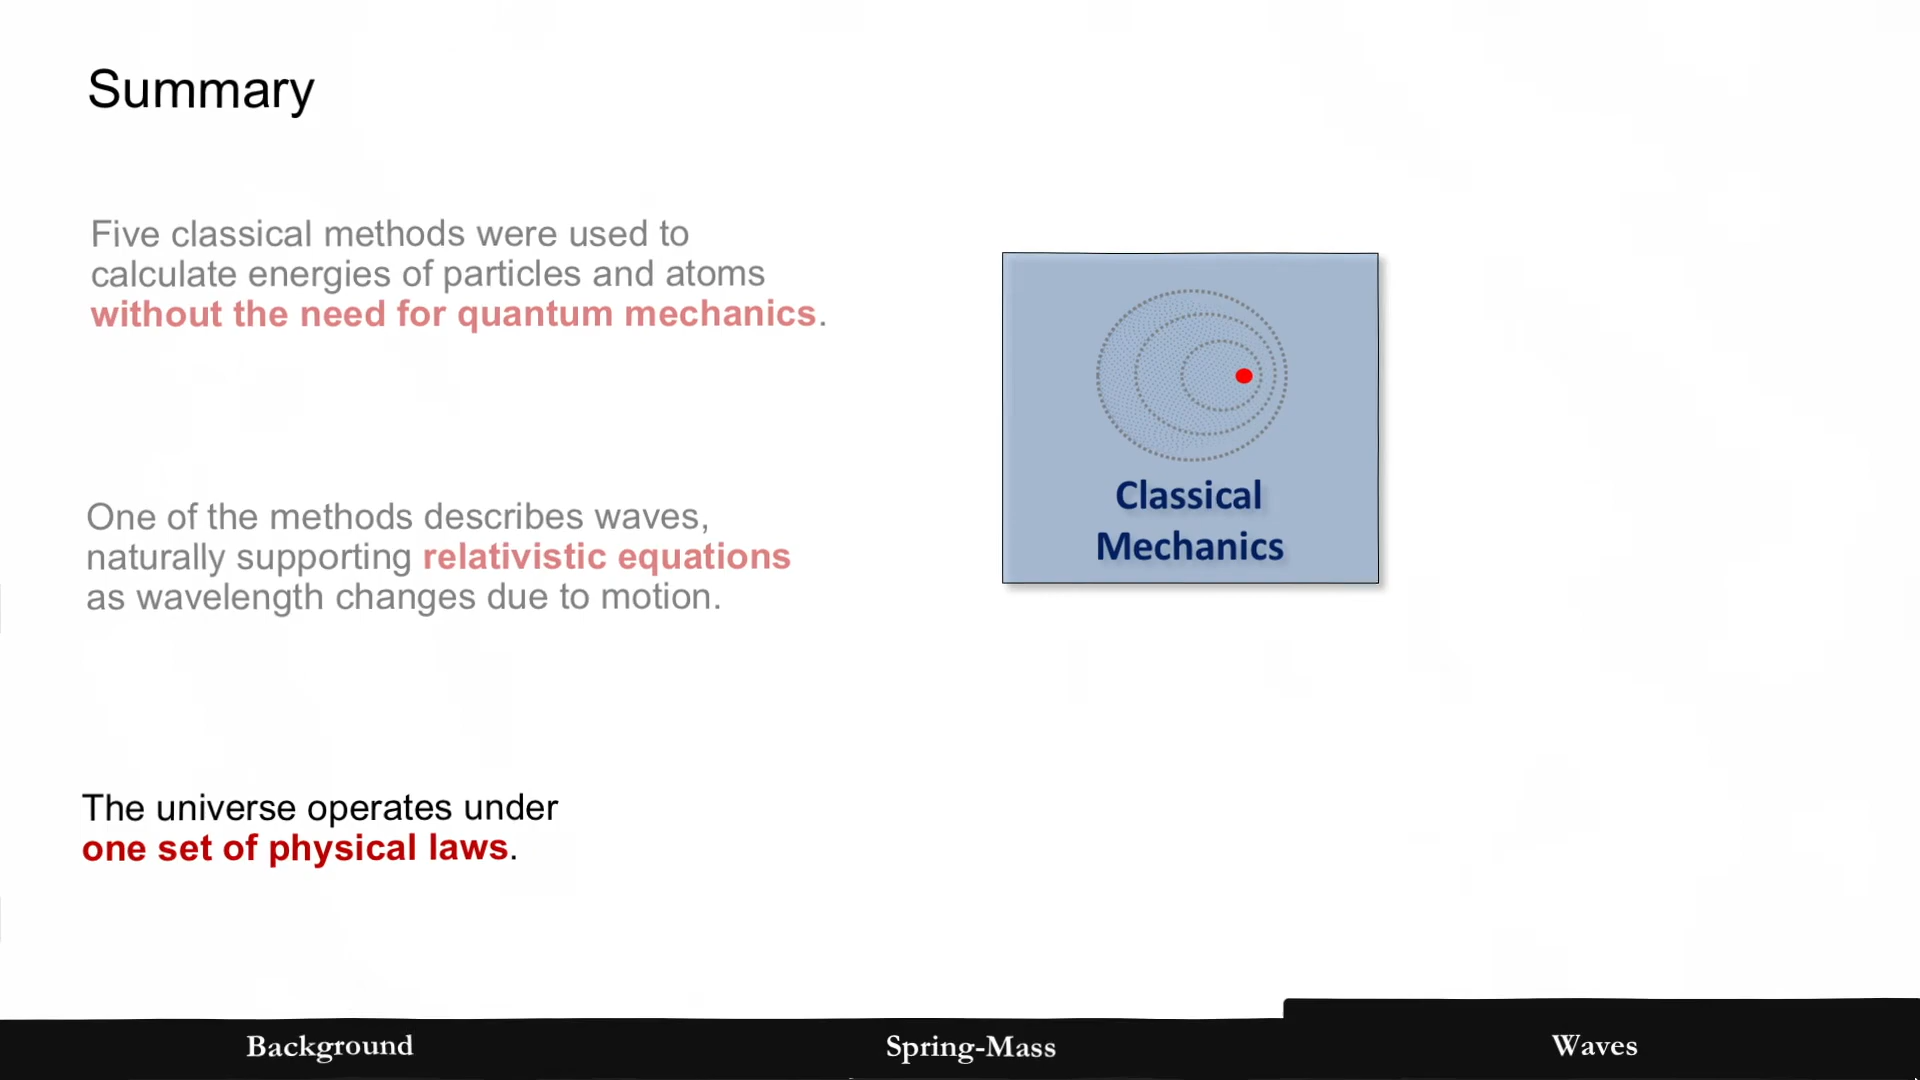 Summary
Five classical methods were used to
calculate energies of particles and atoms
without the need for quantum mechanics.
One of the methods describes waves,
naturally supporting relativistic equations
as wavelength changes due to motion.
The universe operates under
one set of physical laws.
Classical
Mechanics
Background
Spring-Mass
Waves